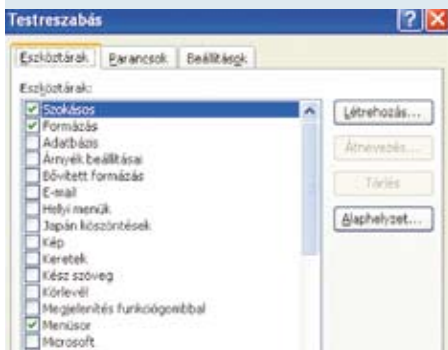 Testreszabás
Eszköztárak Parancsok Beállítások
Eszköztárak:
Szokásos
Formázás
Adatbázis
Árnyék beállításai
Bővített formázás
E-mail
Helyi menük
Japán köszöntések
Kép
Keretek
Kész szöveg
Körlevél
Megjelenítés funkciógombbal
Menüsor
Microsoft
Létrehozás...
Átnevezés...
Törlés
Alaphelyzet...